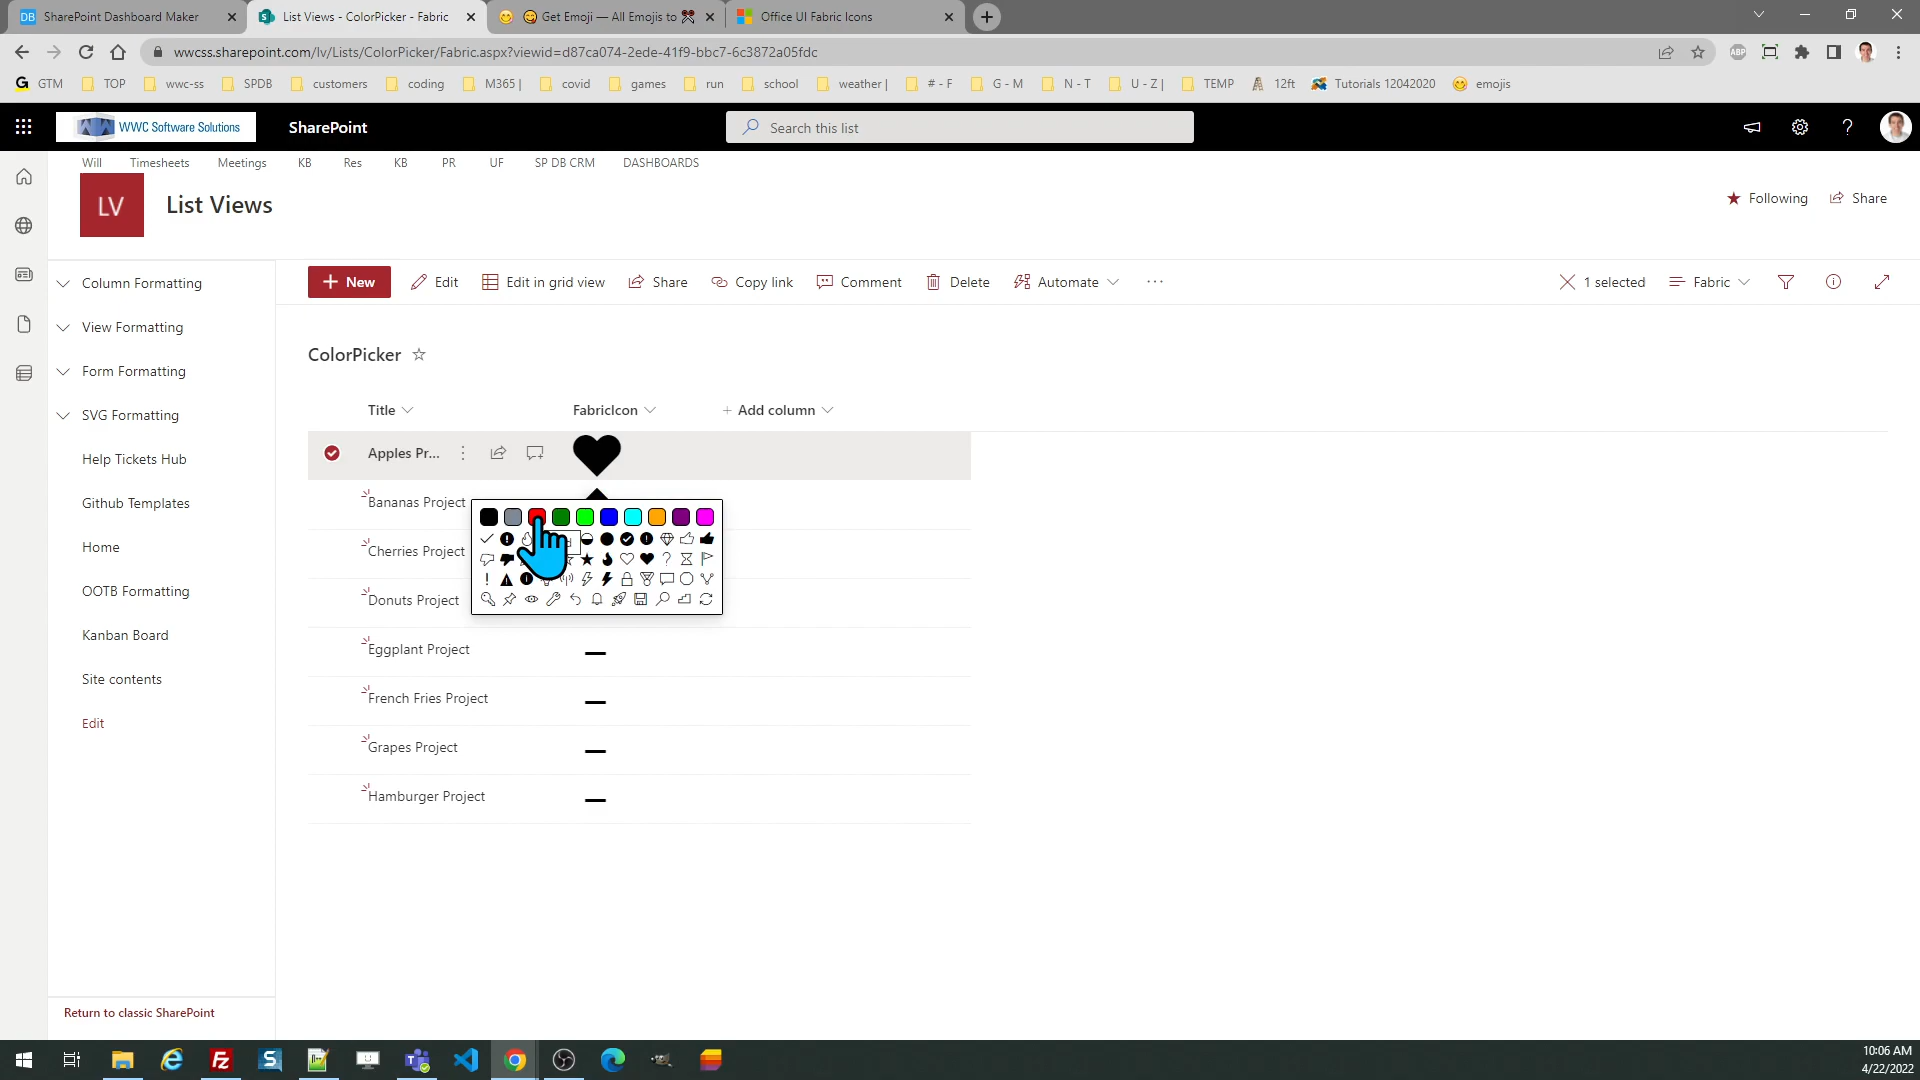 DB SharePoint Dashboard Maker
List Views - ColorPicker - Fabric
Get Emoji — All Emojis to
Office UI Fabric Icons
wwcss.sharepoint.com/lv/Lists/ColorPicker/Fabric.aspx?viewid=d87ca074-2ede-41f9-bbc7-6c3872a05fdc
ABP
G GTM
TOP
wwc-ss
SPDB
customers
coding
M365 |
covid
games
run
school
weather |
# - F
G - M
N - T
U - Z |
TEMP
12ft
Tutorials 12042020
emojis
WWC Software Solutions
SharePoint
Search this list
?
Will
Timesheets
Meetings
KB
Res
KB
PR
UF
SP DB CRM
DASHBOARDS
LV
List Views
Following
Share
+ New
Edit
Edit in grid view
Share
Copy link
Comment
Delete
Automate
...
1 selected
Fabric
Column Formatting
View Formatting
Form Formatting
SVG Formatting
Help Tickets Hub
Github Templates
Home
OOTB Formatting
Kanban Board
Site contents
Edit
Return to classic SharePoint
ColorPicker
Title
FabricIcon
+ Add column
Apples Pr...
Bananas Project
Cherries Project
Donuts Project
Eggplant Project
French Fries Project
Grapes Project
Hamburger Project
10:06 AM
4/22/2022